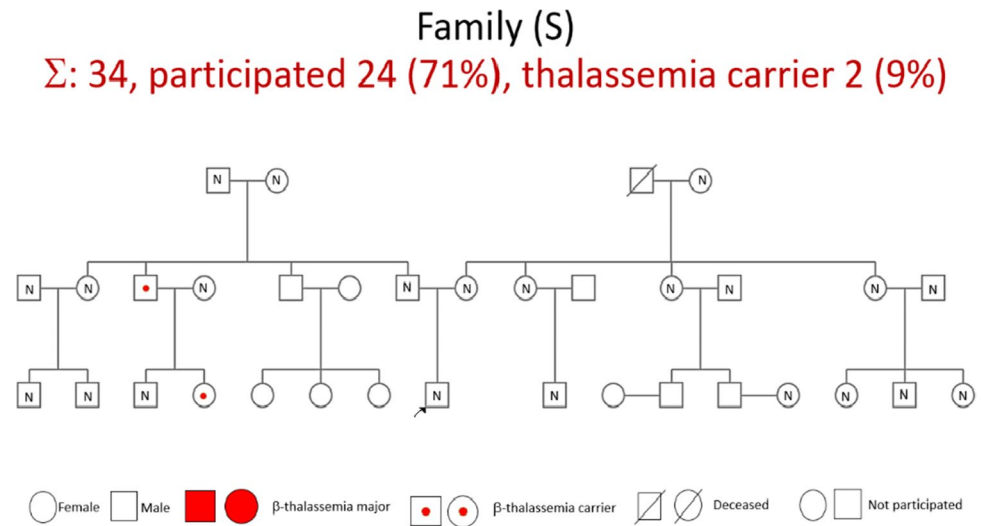 Family (S)
Σ: 34, participated 24 (71%), thalassemia carrier 2 (9%)
N N N
N N N N N N N N N N N
N N N N N N N N N
Female Male β-thalassemia major β-thalassemia carrier Deceased Not participated